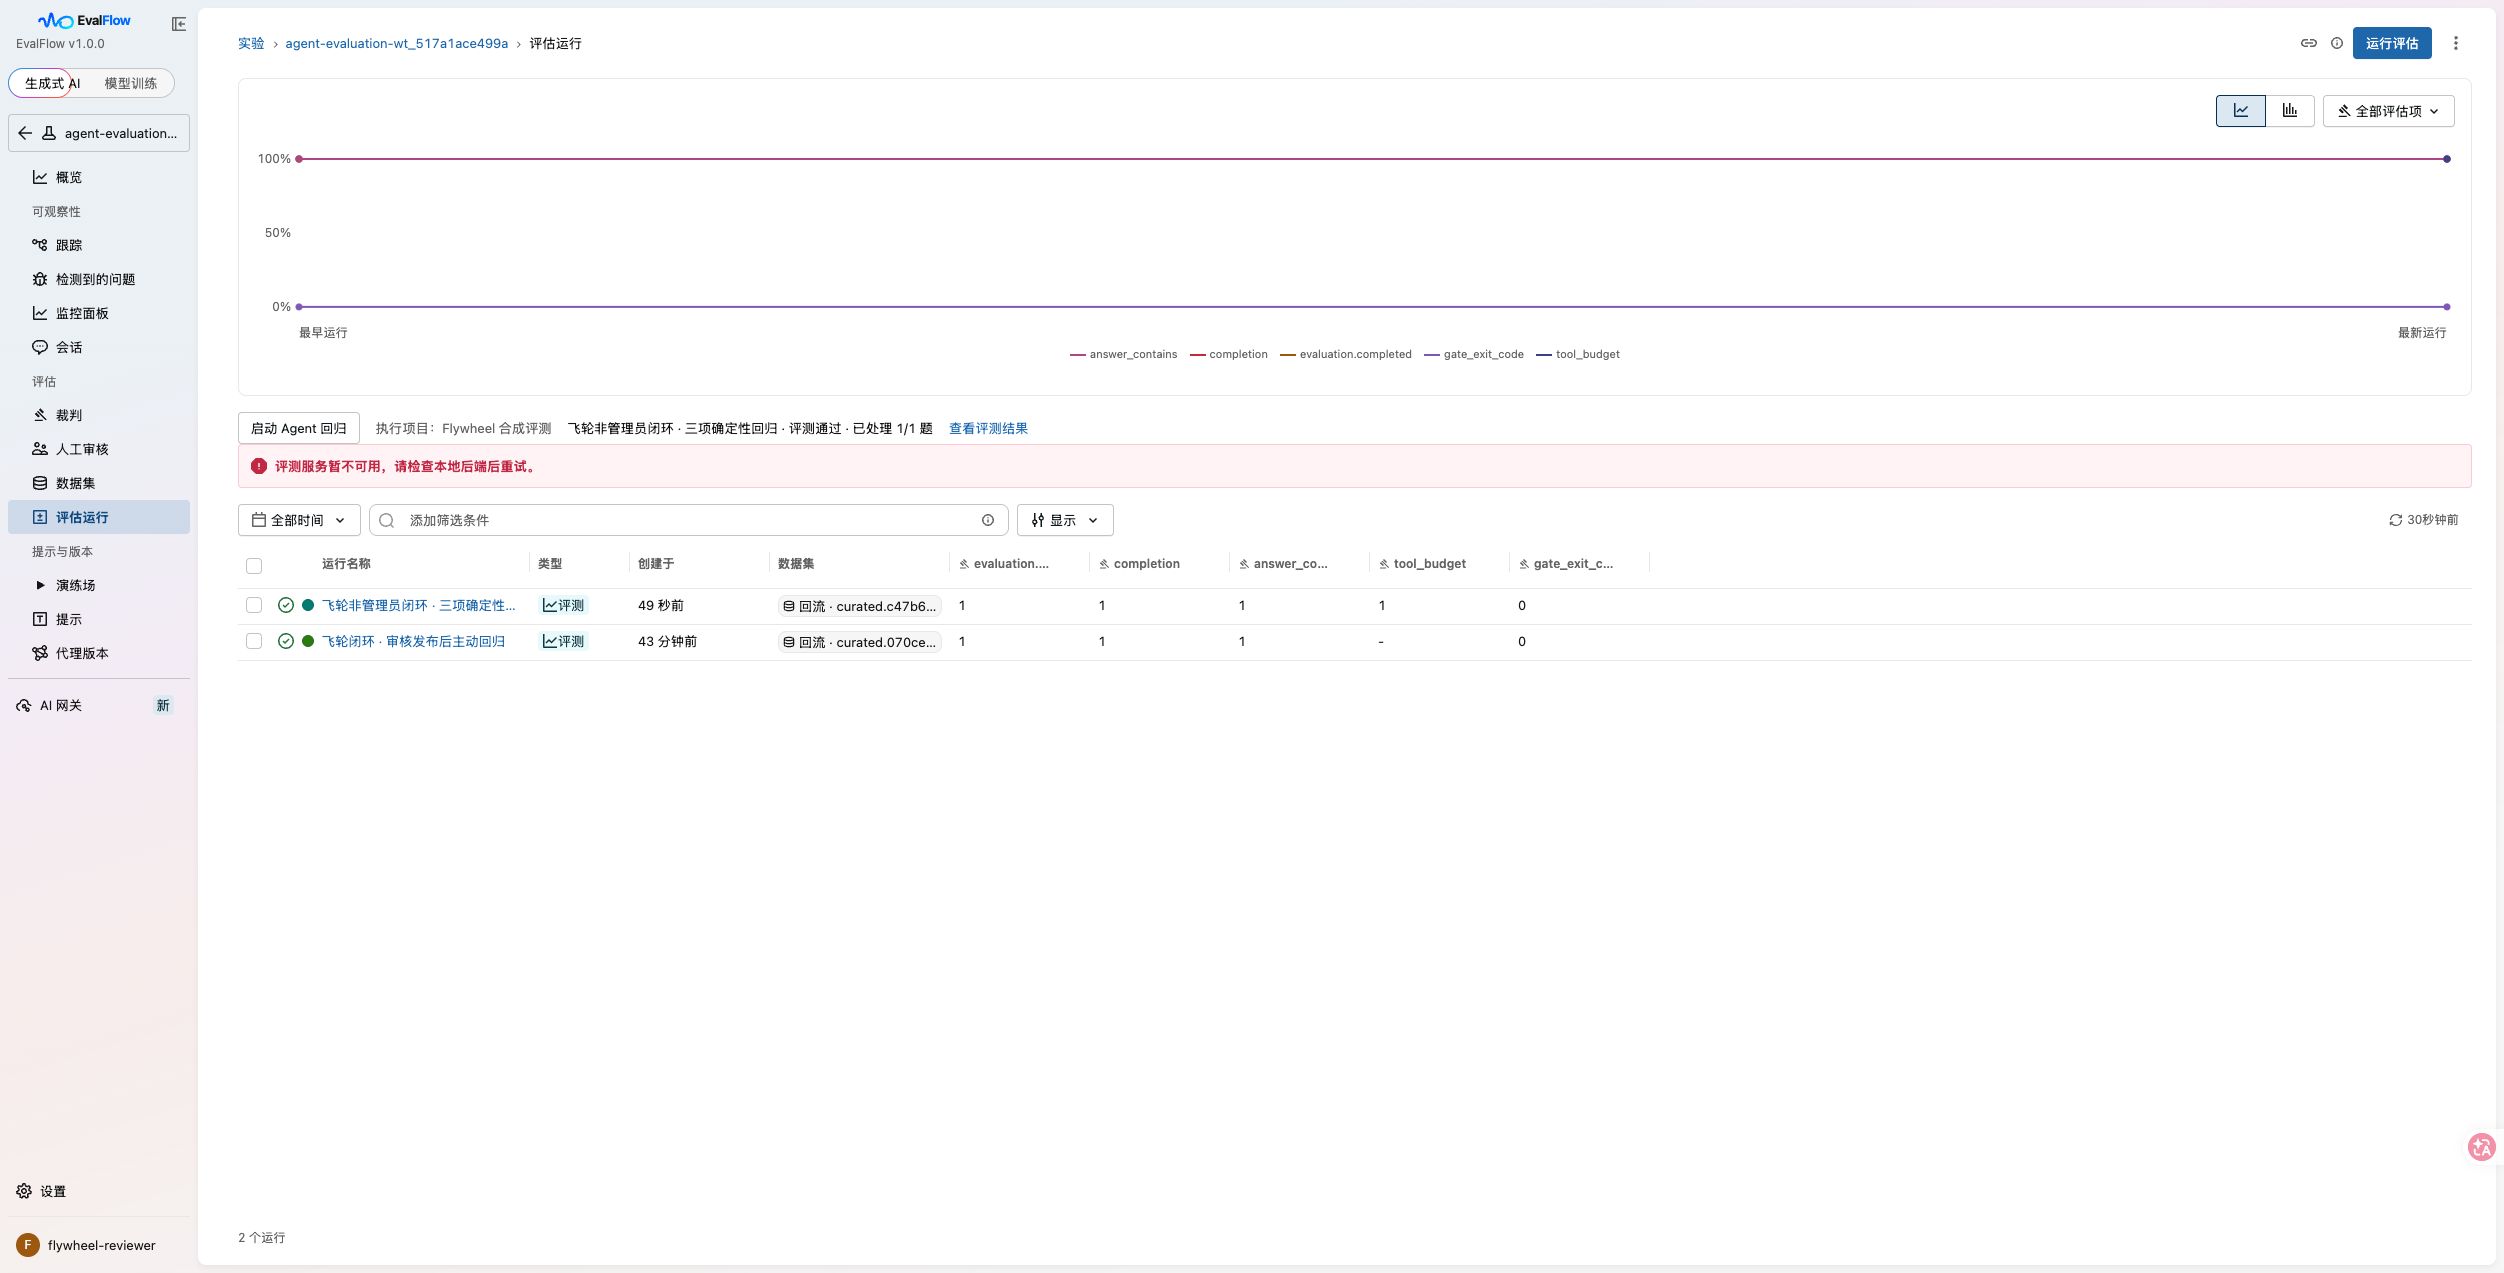 EvalFlow
EvalFlow v1.0.0
生成式 AI
模型训练
agent-evaluation...
概览
可观察性
跟踪
检测到的问题
监控面板
会话
评估
裁判
人工审核
数据集
评估运行
提示与版本
演练场
提示
代理版本
AI 网关
新
设置
F
flywheel-reviewer
实验 › agent-evaluation-wt_517a1ace499a › 评估运行
运行评估
全部评估项
100%
50%
0%
最早运行
最新运行
answer_contains completion evaluation.completed gate_exit_code tool_budget
启动 Agent 回归 执行项目：Flywheel 合成评测 飞轮非管理员闭环 · 三项确定性回归 · 评测通过 · 已处理 1/1 题 查看评测结果
评测服务暂不可用，请检查本地后端后重试。
全部时间 添加筛选条件 显示 30秒钟前
运行名称 类型 创建于 数据集 evaluation.... completion answer_co... tool_budget gate_exit_c...
飞轮非管理员闭环 · 三项确定性... 评测 49 秒前 回流 · curated.c47b6... 1 1 1 1 0
飞轮闭环 · 审核发布后主动回归 评测 43 分钟前 回流 · curated.070ce... 1 1 1 - 0
2 个运行